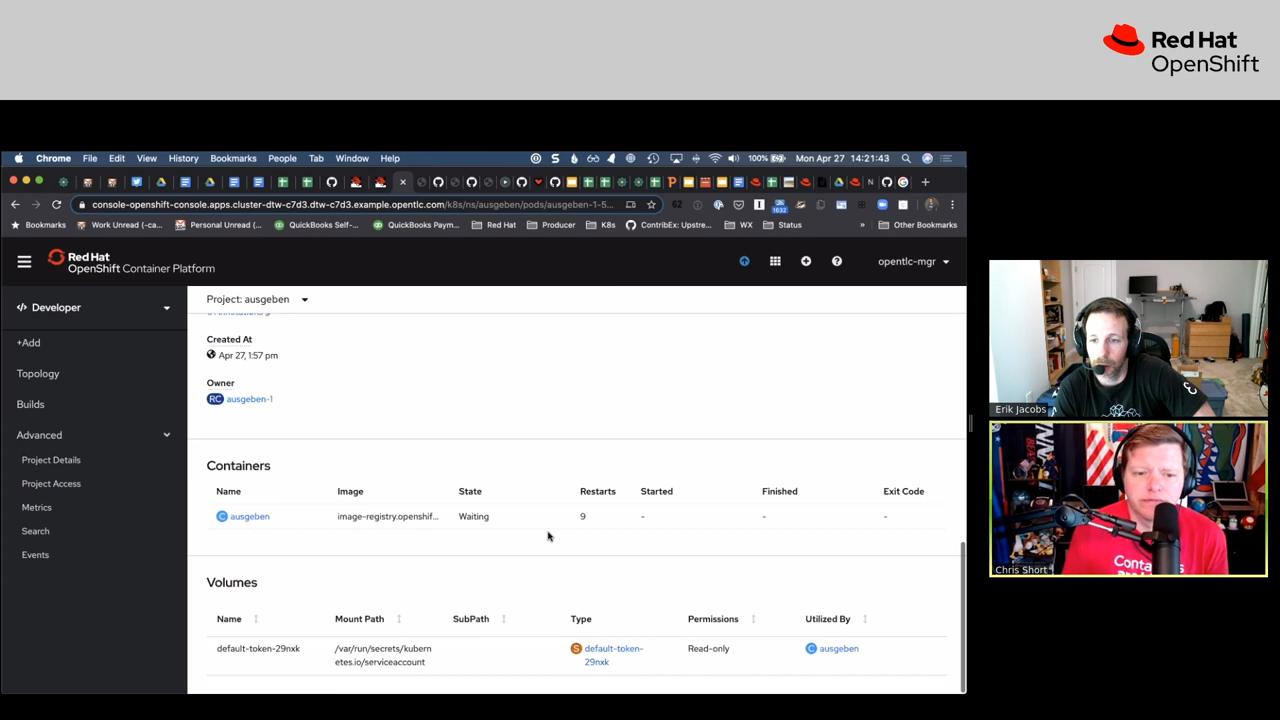 Red Hat
OpenShift
Chrome File Edit View History Bookmarks People Tab Window Help 100% Mon Apr 27 14:21:43
console-openshift-console.apps.cluster-dtw-c7d3.dtw-c7d3.example.opentlc.com/k8s/ns/ausgeben/pods/ausgeben-1-5...
Bookmarks Work Unread (-ca... Personal Unread (... QuickBooks Self-... QuickBooks Paym... Red Hat Producer K8s ContribEx: Upstre... WX Status » Other Bookmarks
Red Hat
OpenShift Container Platform
opentlc-mgr
Developer
Project: ausgeben
+Add
Topology
Builds
Advanced
Project Details
Project Access
Metrics
Search
Events
Created At
Apr 27, 1:57 pm
Owner
RC ausgeben-1
Containers
Name Image State Restarts Started Finished Exit Code
C ausgeben image-registry.openshif... Waiting 9 - - -
Volumes
Name Mount Path SubPath Type Permissions Utilized By
default-token-29nxk /var/run/secrets/kubern S default-token- Read-only C ausgeben
etes.io/serviceaccount 29nxk
Erik Jacobs
Chris Short